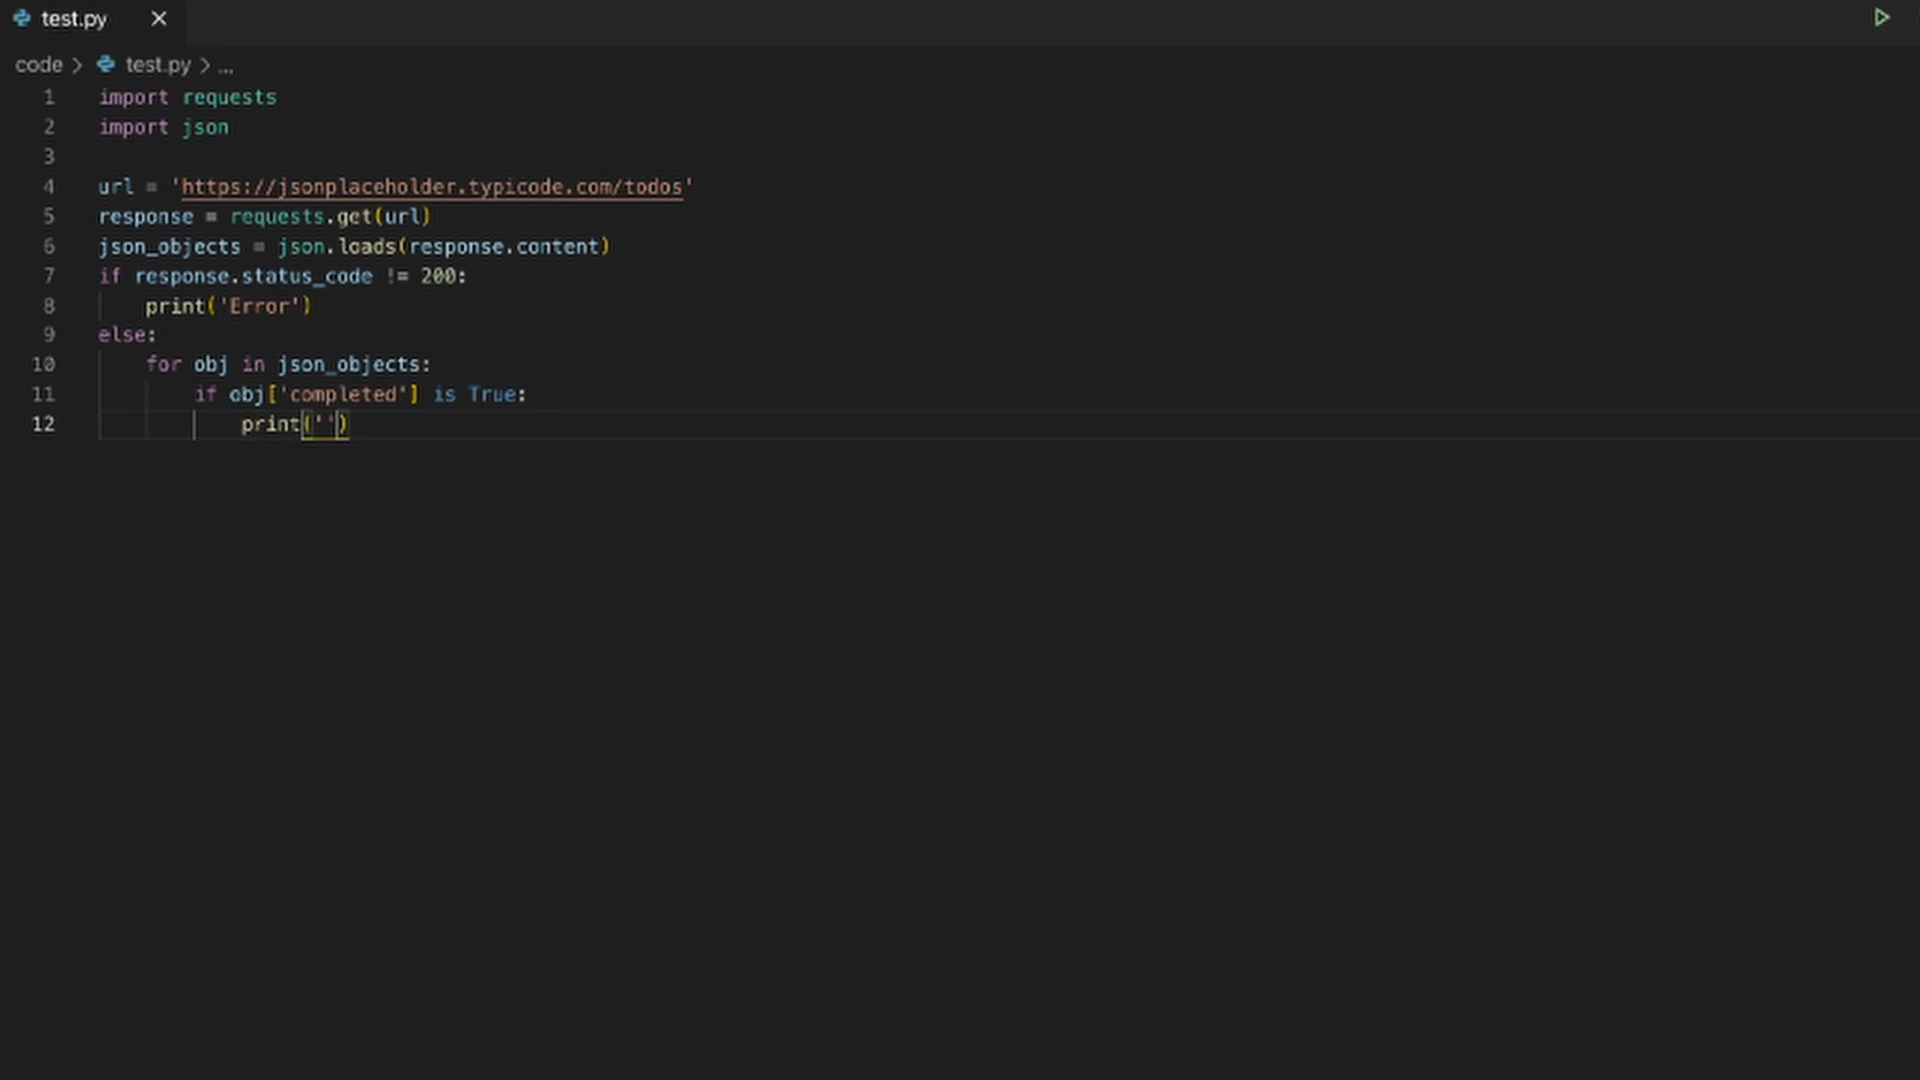 test.py
code > test.py > ...
1 import requests
2 import json
3
4 url = 'https://jsonplaceholder.typicode.com/todos'
5 response = requests.get(url)
6 json_objects = json.loads(response.content)
7 if response.status_code != 200:
8     print('Error')
9 else:
10     for obj in json_objects:
11         if obj['completed'] is True:
12             print('')